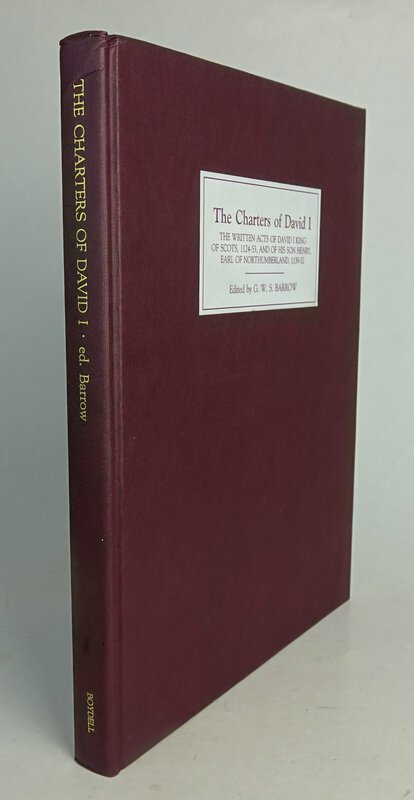 THE CHARTERS OF DAVID I · ed. Barrow
BOYDELL
The Charters of David I
THE WRITTEN ACTS OF DAVID I KING
OF SCOTS, 1124-53, AND OF HIS SON HENRY,
EARL OF NORTHUMBERLAND, 1139-52
Edited by G. W. S. BARROW